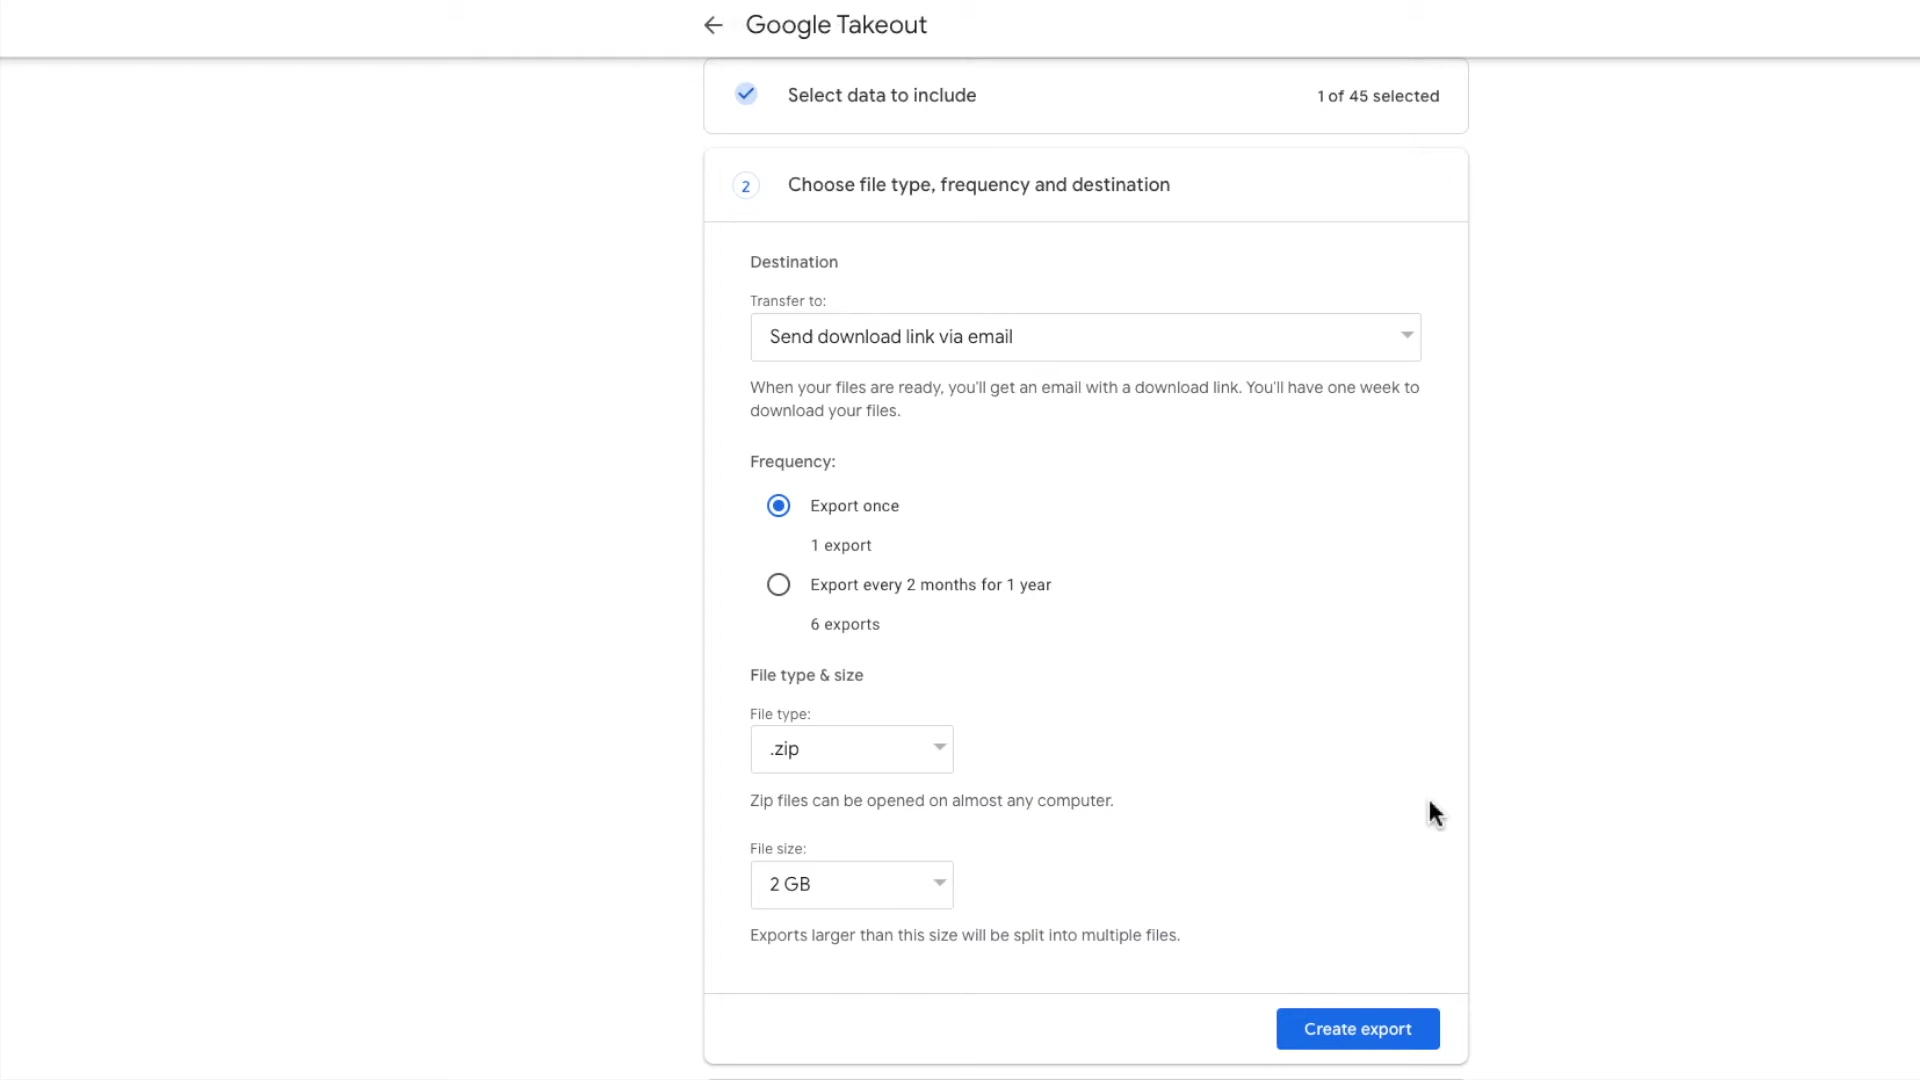 Google Takeout
Select data to include
1 of 45 selected
2
Choose file type, frequency and destination
Destination
Transfer to:
Send download link via email
When your files are ready, you'll get an email with a download link. You'll have one week to
download your files.
Frequency:
Export once
1 export
Export every 2 months for 1 year
6 exports
File type & size
File type:
.zip
Zip files can be opened on almost any computer.
File size:
2 GB
Exports larger than this size will be split into multiple files.
Create export